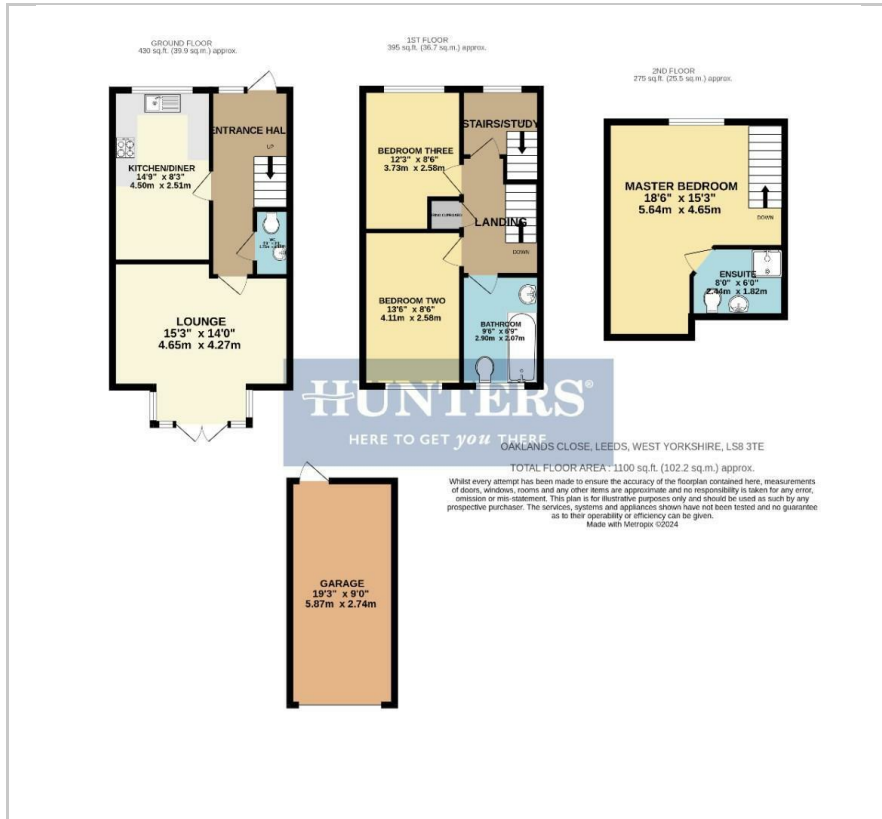 GROUND FLOOR
430 sq.ft. (39.9 sq.m.) approx.
KITCHEN/DINER
14'9" x 8'3"
4.50m x 2.51m
ENTRANCE HAL
UP
LOUNGE
15'3" x 14'0"
4.65m x 4.27m
1ST FLOOR
395 sq.ft. (36.7 sq.m.) approx.
BEDROOM THREE
12'3" x 8'6"
3.73m x 2.58m
STAIRS/STUDY
UP
LANDING
DOWN
BEDROOM TWO
13'6" x 8'6"
4.11m x 2.58m
BATHROOM
9'6" x 6'9"
2.90m x 2.07m
2ND FLOOR
275 sq.ft. (25.5 sq.m.) approx.
MASTER BEDROOM
18'6" x 15'3"
5.64m x 4.65m
DOWN
ENSUITE
8'0" x 6'0"
2.44m x 1.82m
HUNTERS®
HERE TO GET you THERE
GARAGE
19'3" x 9'0"
5.87m x 2.74m
OAKLANDS CLOSE, LEEDS, WEST YORKSHIRE, LS8 3TE
TOTAL FLOOR AREA : 1100 sq.ft. (102.2 sq.m.) approx.
Whilst every attempt has been made to ensure the accuracy of the floorplan contained here, measurements
of doors, windows, rooms and any other items are approximate and no responsibility is taken for any error,
omission or mis-statement. This plan is for illustrative purposes only and should be used as such by any
prospective purchaser. The services, systems and appliances shown have not been tested and no guarantee
as to their operability or efficiency can be given.
Made with Metropix ©2024